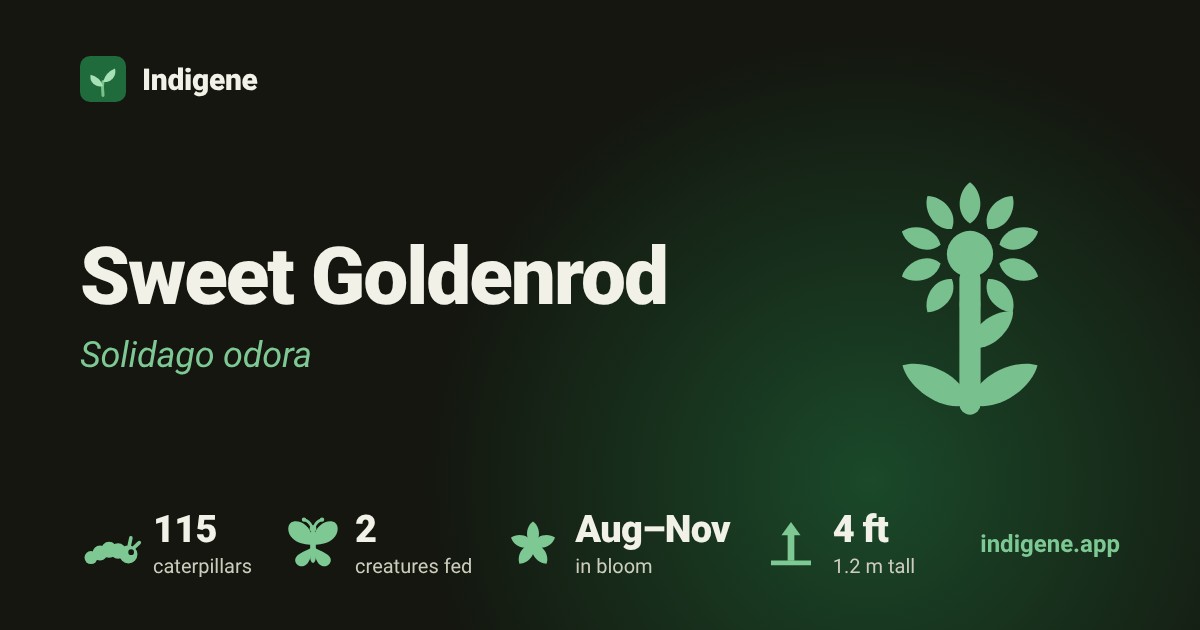 Indigene
Sweet Goldenrod
Solidago odora
115
caterpillars
2
creatures fed
Aug–Nov
in bloom
4 ft
1.2 m tall
indigene.app